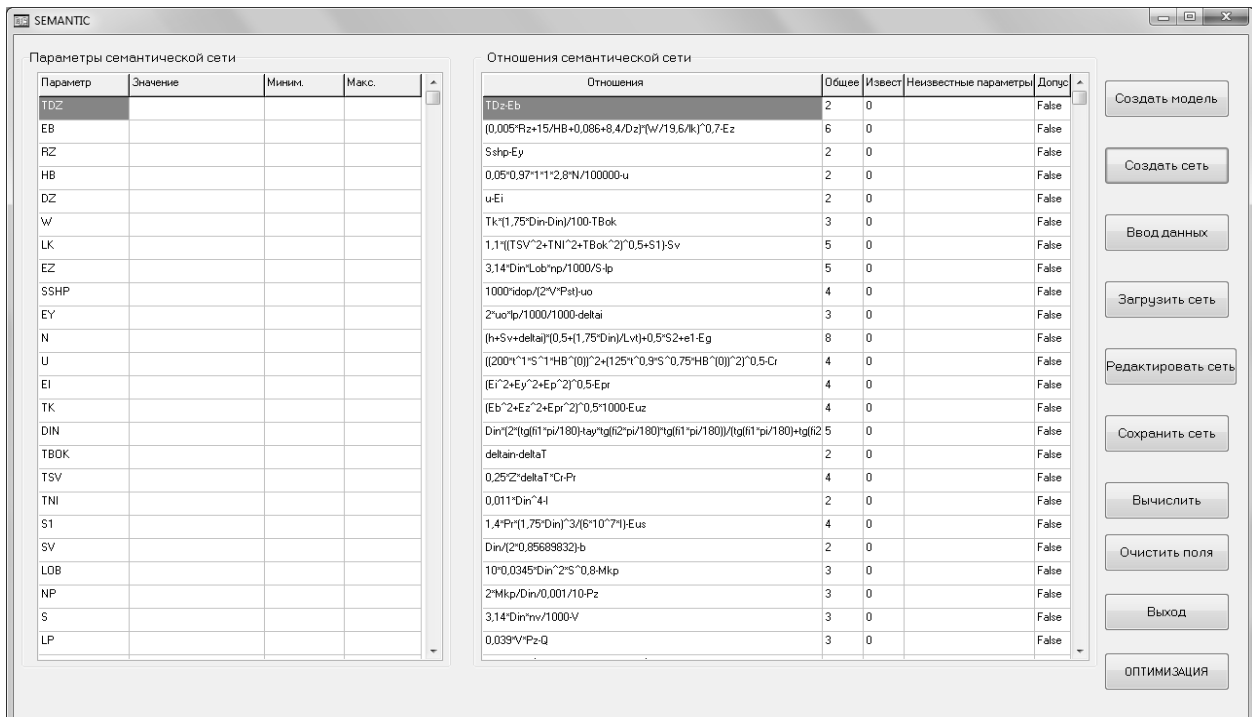 SEMANTIC
Параметры семантической сети
Параметр Значение Миним. Макс.
TDZ
EB
RZ
HB
DZ
W
LK
EZ
SSHP
EY
N
U
EI
TK
DIN
TBOK
TSV
TNI
S1
SV
LOB
NP
S
LP
Отношения семантической сети
Отношения Общее Извест Неизвестные параметры Допус
TDz-Eb 2 0 False
(0,005*Rz+15/HB+0,086+8,4/Dz)*(W/19,6/lk)^0,7-Ez 6 0 False
Sshp-Ey 2 0 False
0,05*0,97*1*1*2,8*N/100000-u 2 0 False
u-Ei 2 0 False
Tk*(1,75*Din-Din)/100-TBok 3 0 False
1,1*((TSV^2+TNI^2+TBok^2)^0,5+S1)-Sv 5 0 False
3,14*Din*Lob*np/1000/S-lp 5 0 False
1000*idop/(2*V*Pst)-uo 4 0 False
2*uo*lp/1000/1000-deltai 3 0 False
(h+Sv+deltai)*(0,5+(1,75*Din)/Lvt)+0,5*S2+e1-Eg 8 0 False
((200*t^1*S^1*HB^(0))^2+(125*t^0,9*S^0,75*HB^(0))^2)^0,5-Cr 4 0 False
(Ei^2+Ey^2+Ep^2)^0,5-Epr 4 0 False
(Eb^2+Ez^2+Epr^2)^0,5*1000-Euz 4 0 False
Din*(2*(tg(fi1*pi/180)-tay*tg(fi2*pi/180)*tg(fi1*pi/180))/(tg(fi1*pi/180)+tg(fi2 5 0 False
deltain-deltaT 2 0 False
0,25*Z*deltaT*Cr-Pr 4 0 False
0,011*Din^4-I 2 0 False
1,4*Pr*(1,75*Din)^3/(6*10^7*I)-Eus 4 0 False
Din/(2*0,85689832)-b 2 0 False
10*0,0345*Din^2*S^0,8-Mkp 3 0 False
2*Mkp/Din/0,001/10-Pz 3 0 False
3,14*Din*nv/1000-V 3 0 False
0,039*V*Pz-Q 3 0 False
Создать модель
Создать сеть
Ввод данных
Загрузить сеть
Редактировать сеть
Сохранить сеть
Вычислить
Очистить поля
Выход
ОПТИМИЗАЦИЯ